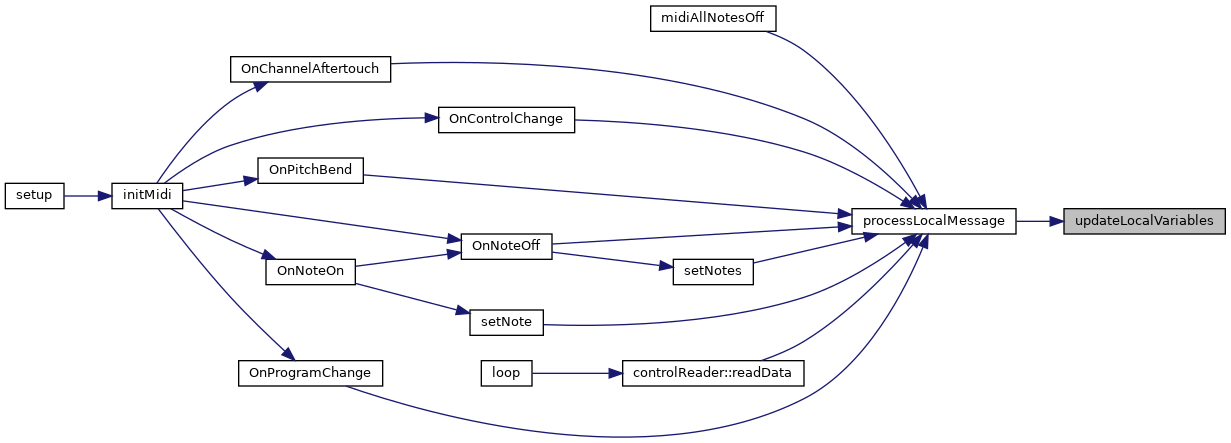 midiAllNotesOff
OnChannelAftertouch
OnControlChange
OnPitchBend
setup
initMidi
processLocalMessage
updateLocalVariables
OnNoteOff
OnNoteOn
setNotes
setNote
OnProgramChange
loop
controlReader::readData